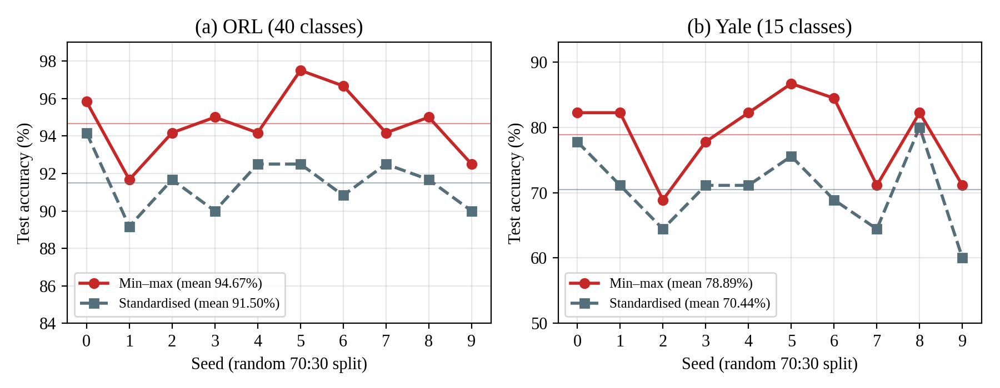 (a) ORL (40 classes)
Test accuracy (%)
98
96
94
92
90
88
86
84
Min–max (mean 94.67%)
Standardised (mean 91.50%)
0 1 2 3 4 5 6 7 8 9
Seed (random 70:30 split)
(b) Yale (15 classes)
Test accuracy (%)
90
80
70
60
50
Min–max (mean 78.89%)
Standardised (mean 70.44%)
0 1 2 3 4 5 6 7 8 9
Seed (random 70:30 split)